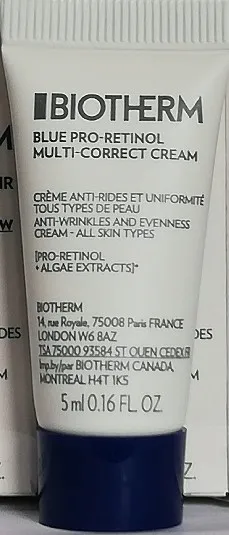 BIOTHERM
BLUE PRO-RETINOL
MULTI-CORRECT CREAM
CRÈME ANTI-RIDES ET UNIFORMITÉ
TOUS TYPES DE PEAU
ANTI-WRINKLES AND EVENNESS
CREAM - ALL SKIN TYPES
[PRO-RETINOL
+ ALGAE EXTRACTS]*
BIOTHERM
14, rue Royale, 75008 Paris FRANCE
LONDON W6 8AZ
TSA 75000 93584 ST OUEN CEDEX FR
Imp.by/par BIOTHERM CANADA,
MONTREAL H4T 1K5
5 ml 0.16 FL. OZ.